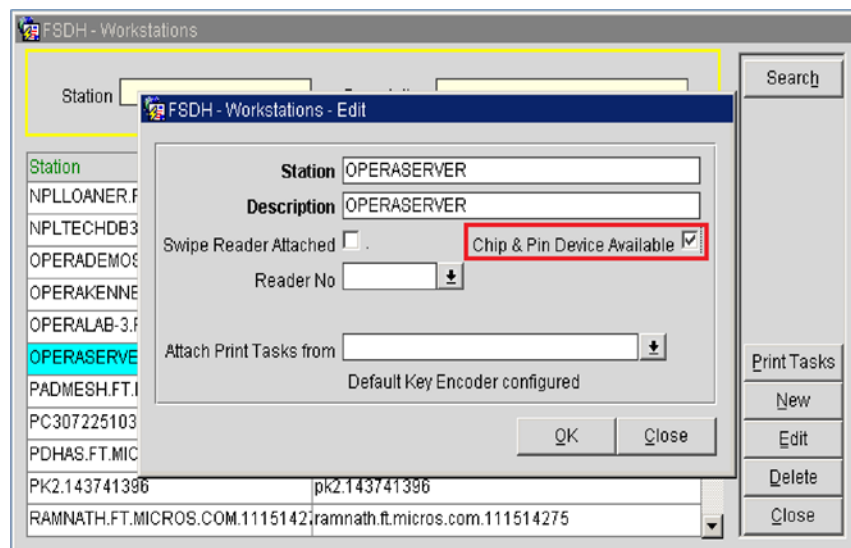 FSDH - Workstations
Station
Search
FSDH - Workstations - Edit
Station OPERASERVER
Description OPERASERVER
Swipe Reader Attached . Chip & Pin Device Available
Reader No
Attach Print Tasks from
Default Key Encoder configured
OK Close
Station
NPLLOANER.F
NPLTECHDB3
OPERADEMOS
OPERAKENNE
OPERALAB-3.F
OPERASERVE
PADMESH.FT.I
PC307225103
PDHAS.FT.MIC
PK2.143741396 pk2.143741396
RAMNATH.FT.MICROS.COM.11151427 ramnath.ft.micros.com.111514275
Print Tasks
New
Edit
Delete
Close